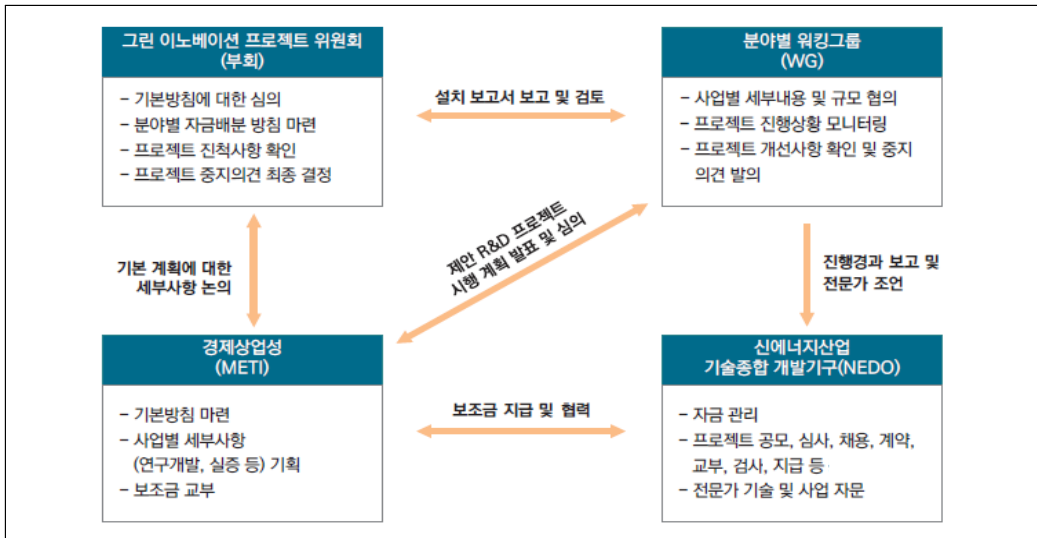 그린 이노베이션 프로젝트 위원회
(부회)
– 기본방침에 대한 심의
– 분야별 자금배분 방침 마련
– 프로젝트 진척사항 확인
– 프로젝트 중지의견 최종 결정
설치 보고서 보고 및 검토
분야별 워킹그룹
(WG)
– 사업별 세부내용 및 규모 협의
– 프로젝트 진행상황 모니터링
– 프로젝트 개선사항 확인 및 중지
의견 발의
기본 계획에 대한
세부사항 논의
제안 R&D 프로젝트
시행 계획 발표 및 심의
진행경과 보고 및
전문가 조언
경제상업성
(METI)
– 기본방침 마련
– 사업별 세부사항
(연구개발, 실증 등) 기획
– 보조금 교부
보조금 지급 및 협력
신에너지산업
기술종합 개발기구(NEDO)
– 자금 관리
– 프로젝트 공모, 심사, 채용, 계약,
교부, 검사, 지급 등
– 전문가 기술 및 사업 자문